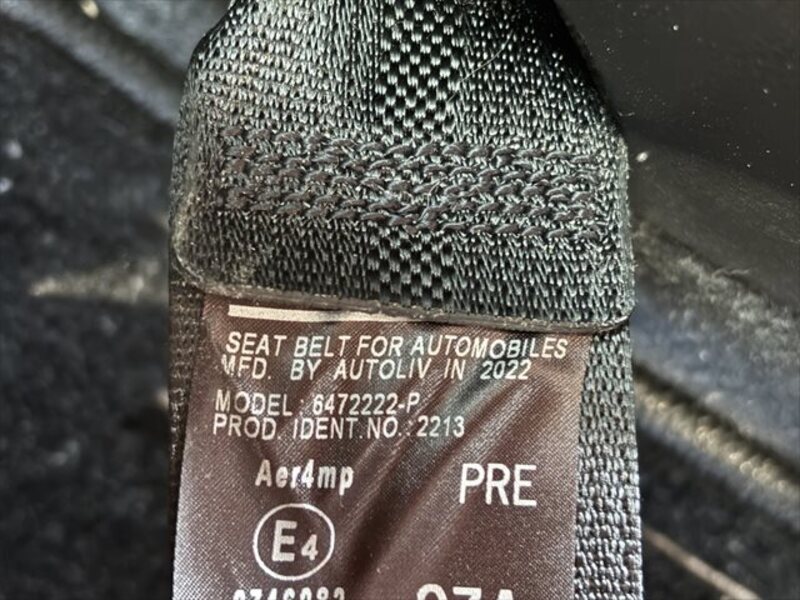 SEAT BELT FOR AUTOMOBILES
MFD. BY AUTOLIV IN 2022
MODEL: 6472222-P
PROD. IDENT.NO.:2213
Aer4mp
PRE
E4